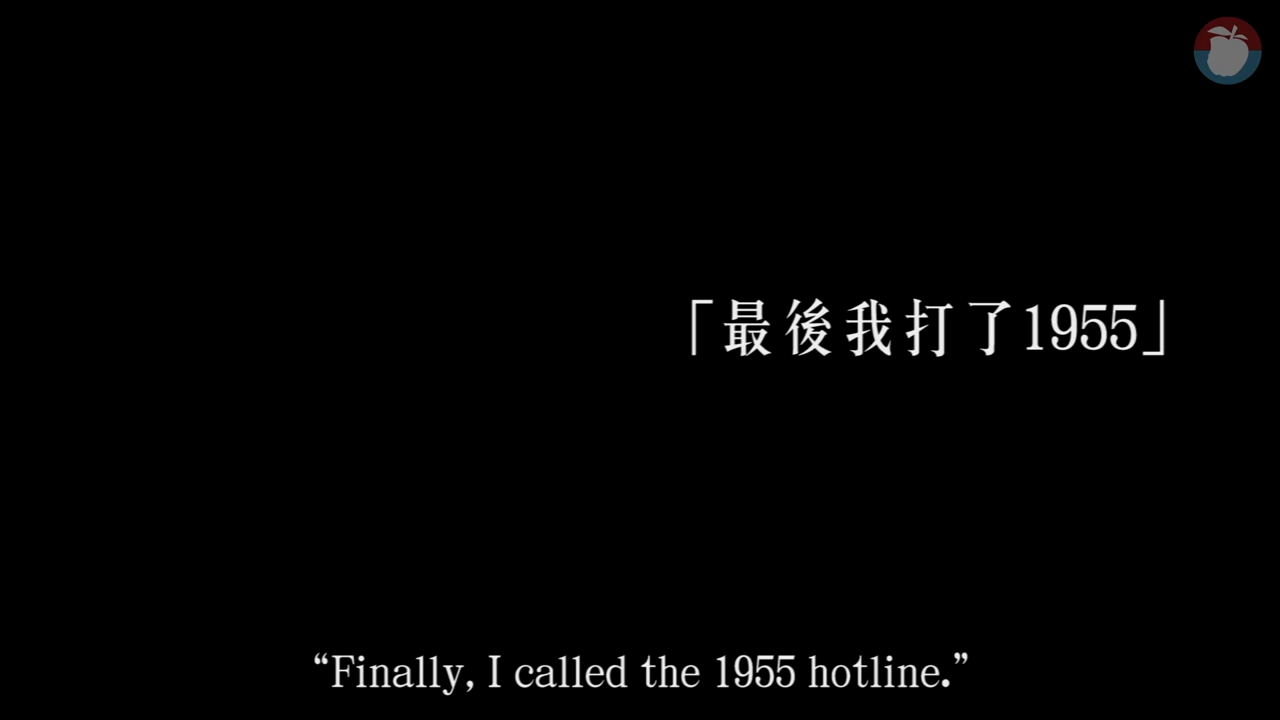 「最後我打了1955」
“Finally, I called the 1955 hotline.”